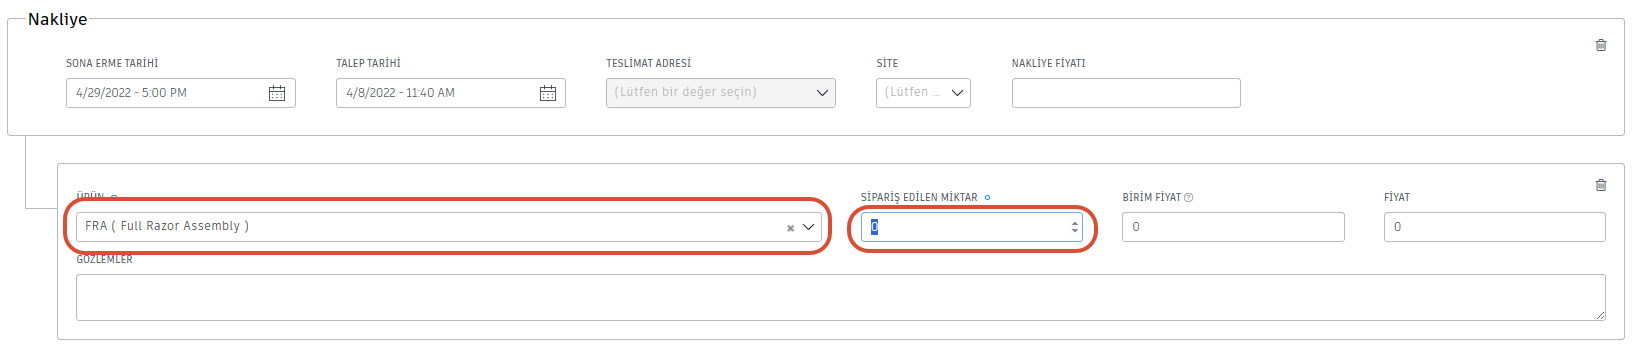 Nakliye
SONA ERME TARİHİ TALEP TARİHİ TESLİMAT ADRESİ SİTE NAKLİYE FİYATI
4/29/2022 - 5:00 PM 4/8/2022 - 11:40 AM (Lütfen bir değer seçin) (Lütfen ...
ÜRÜN SİPARİŞ EDİLEN MİKTAR BİRİM FİYAT FİYAT
FRA ( Full Razor Assembly ) 0 0 0
GÖZLEMLER